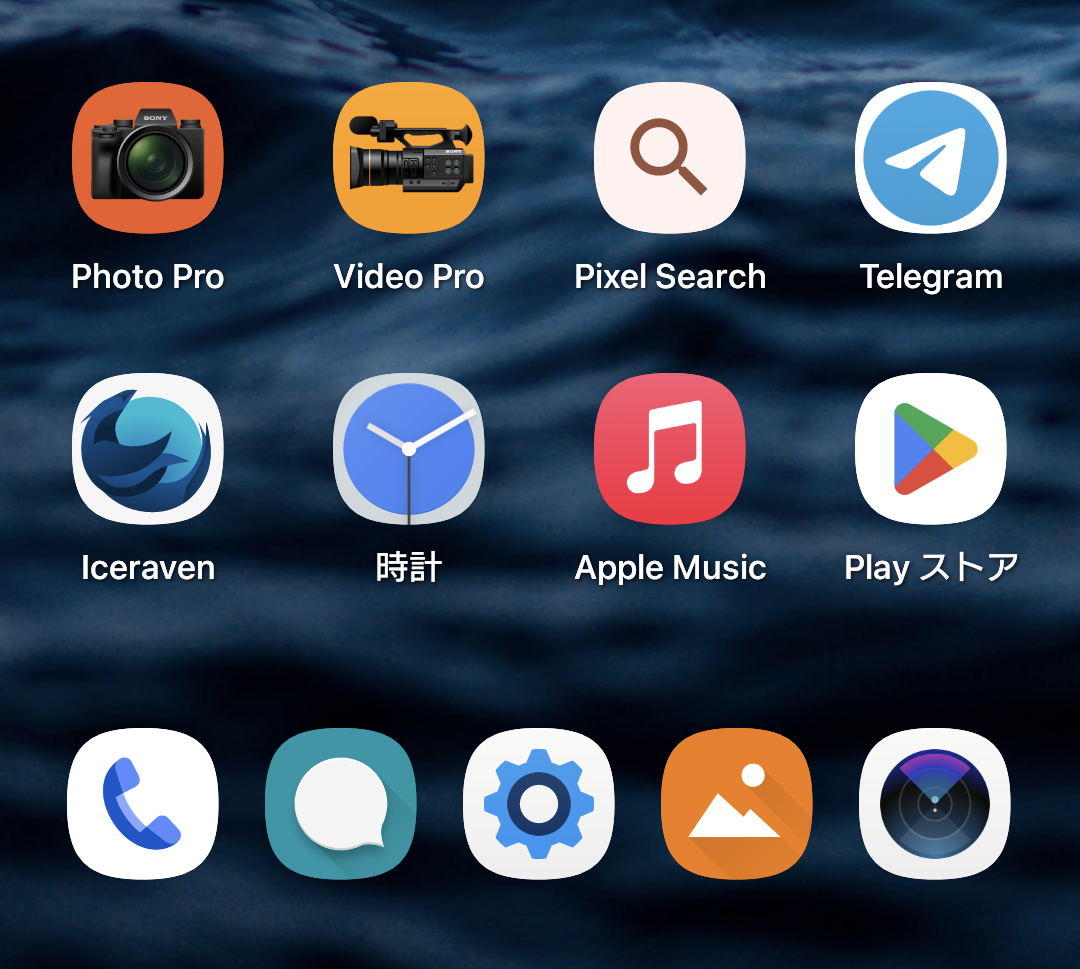 SONY
SONY
Photo Pro
Video Pro
Pixel Search
Telegram
Iceraven
時計
Apple Music
Play ストア